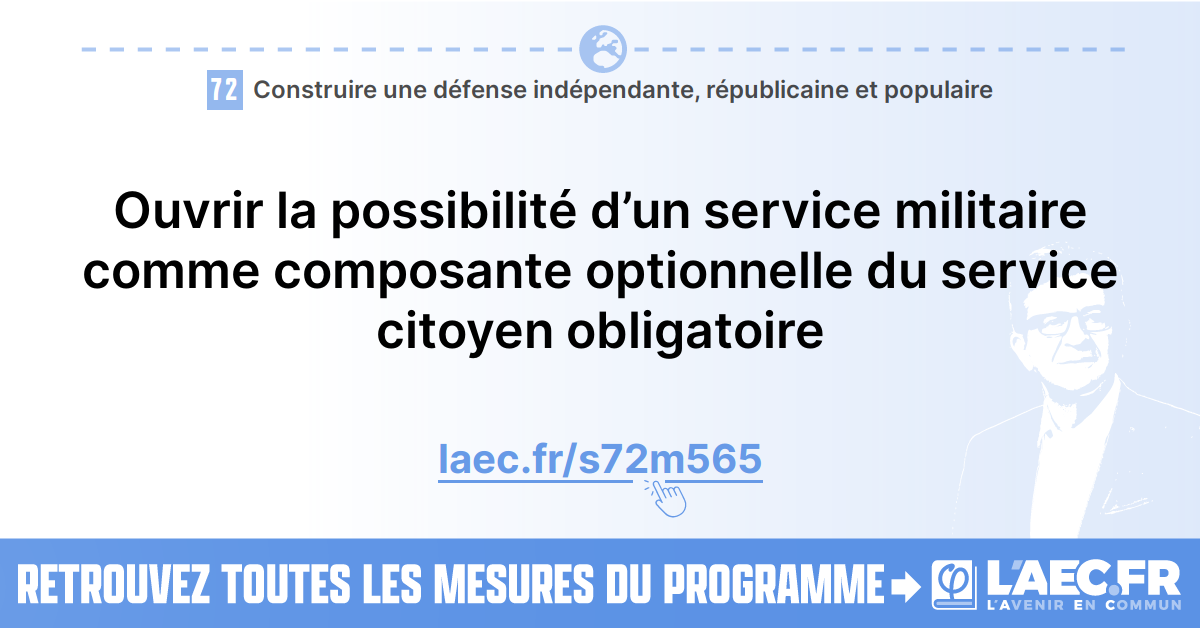 72 Construire une défense indépendante, républicaine et populaire
Ouvrir la possibilité d’un service militaire
comme composante optionnelle du service
citoyen obligatoire
laec.fr/s72m565
RETROUVEZ TOUTES LES MESURES DU PROGRAMME
L'AEC.FR
L'AVENIR EN COMMUN